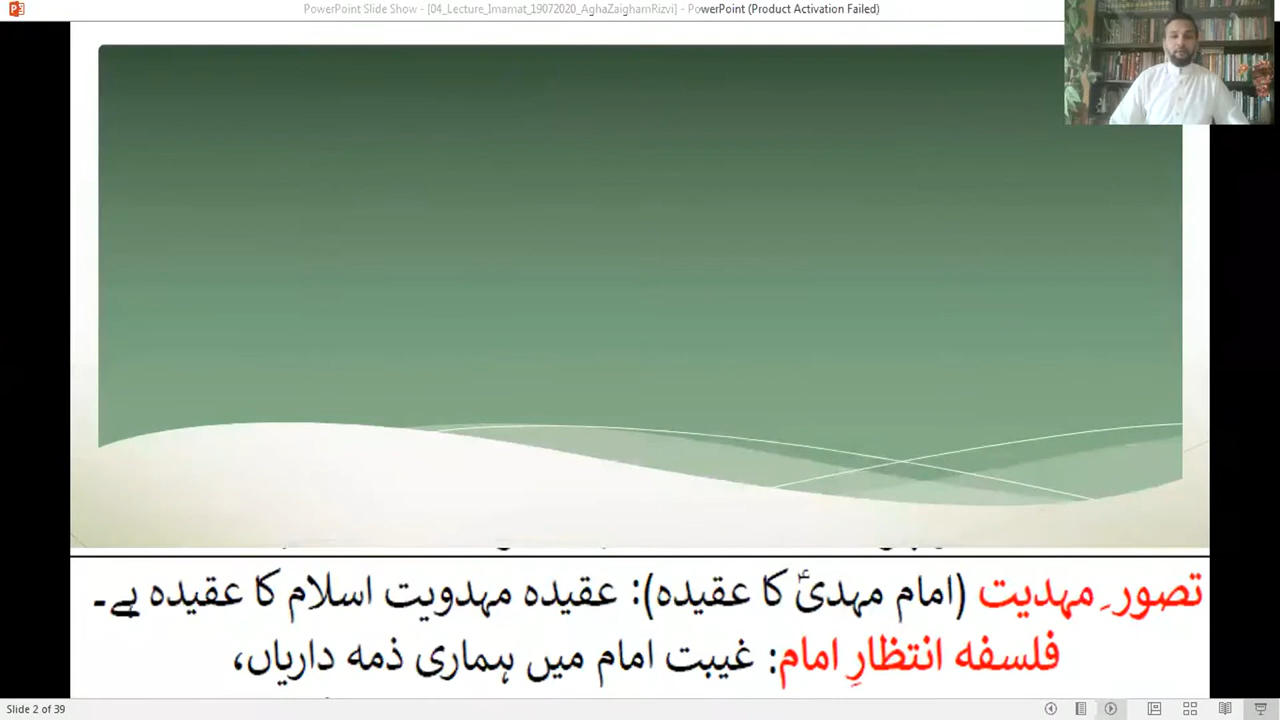 PowerPoint Slide Show - [04_Lecture_Imamat_19072020_AghaZaighamRizvi] - PowerPoint (Product Activation Failed)
تصورِ مہدیت (امام مہدیؑ کا عقیدہ): عقیدہ مہدویت اسلام کا عقیدہ ہے۔
فلسفہ انتظارِ امام: غیبت امام میں ہماری ذمہ داریاں،
Slide 2 of 39